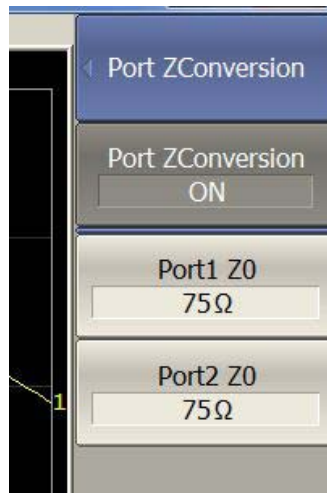 Port ZConversion
Port ZConversion
ON
Port1 Z0
75Ω
Port2 Z0
75Ω
1